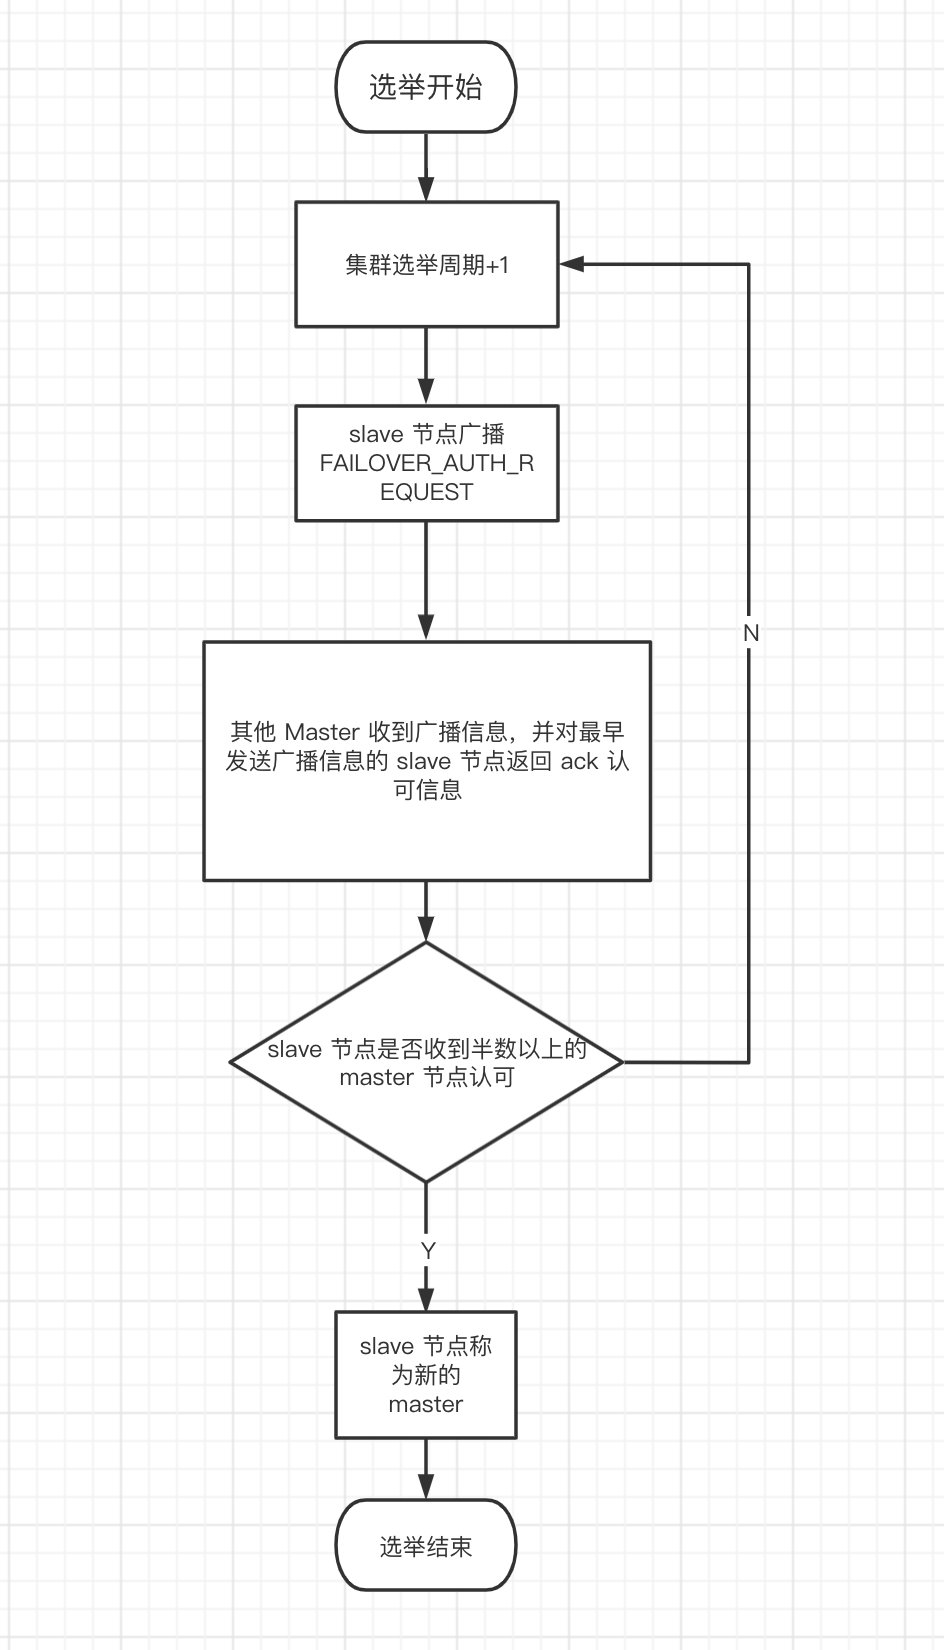 选举开始
集群选举周期+1
slave 节点广播
FAILOVER_AUTH_R
EQUEST
N
其他 Master 收到广播信息，并对最早
发送广播信息的 slave 节点返回 ack 认
可信息
slave 节点是否收到半数以上的
master 节点认可
Y
slave 节点称
为新的
master
选举结束